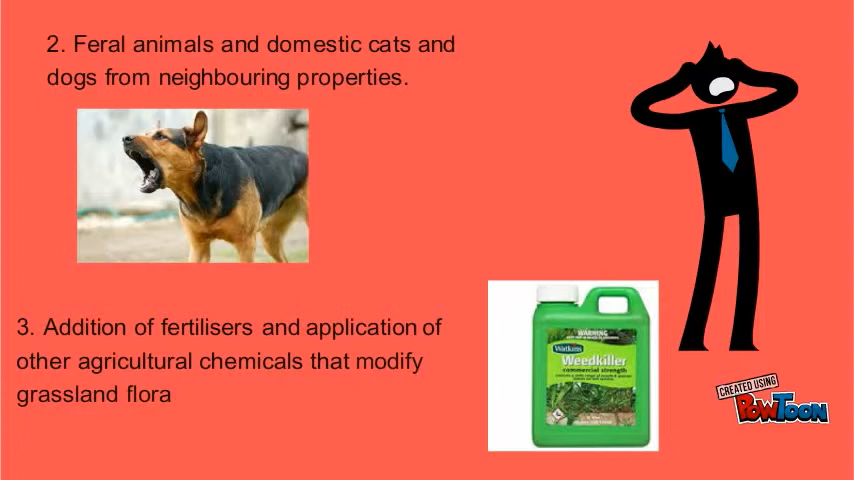 2. Feral animals and domestic cats and
dogs from neighbouring properties.
3. Addition of fertilisers and application of
other agricultural chemicals that modify
grassland flora
WARNING
Watkins
Weedkiller
commercial strength
CREATED USING
POWTOON